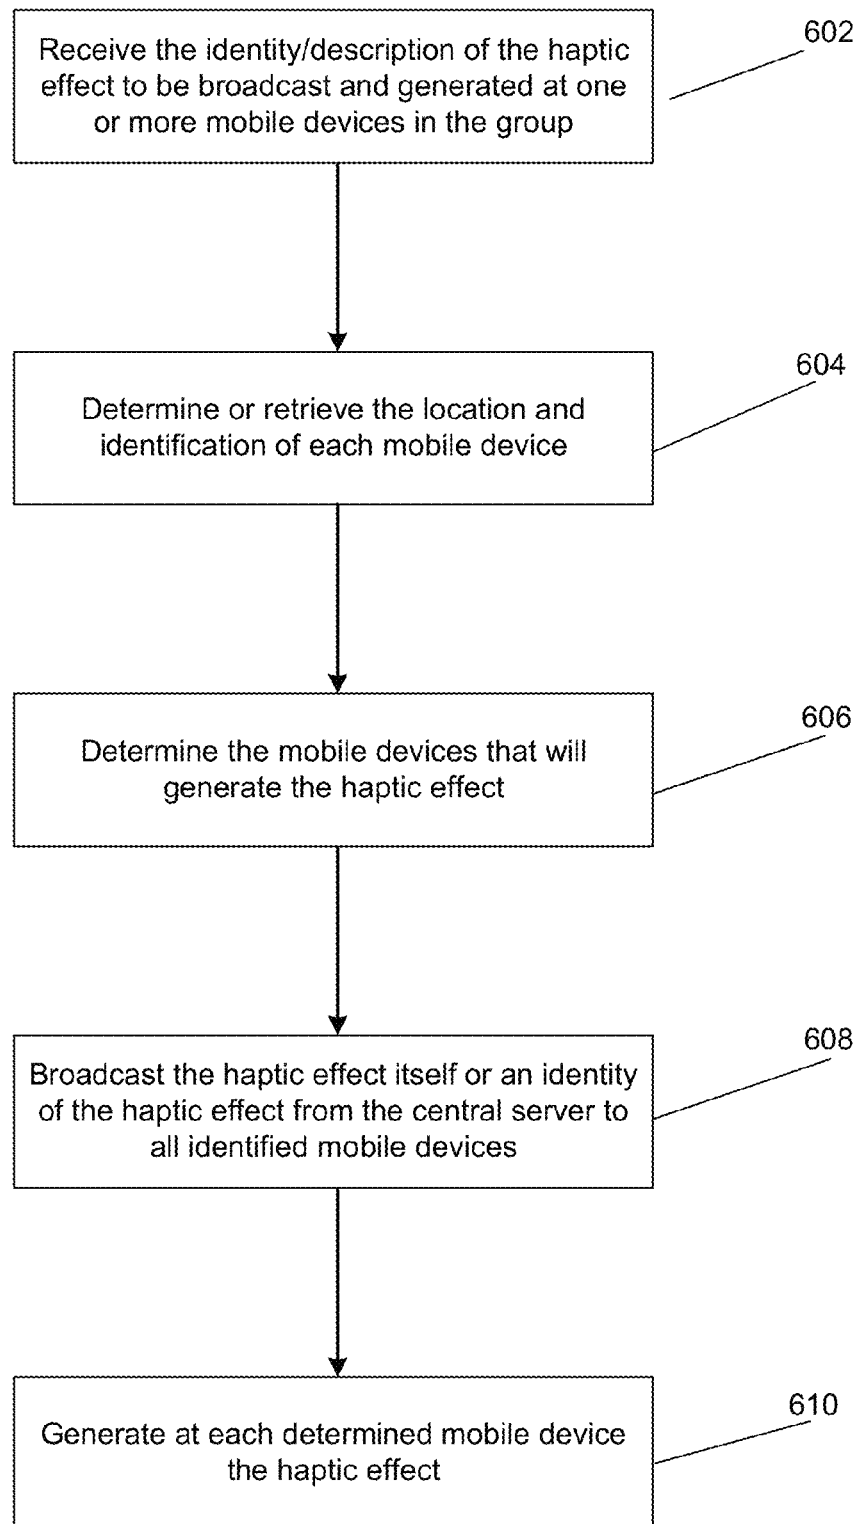 602
Receive the identity/description of the haptic
effect to be broadcast and generated at one
or more mobile devices in the group
604
Determine or retrieve the location and
identification of each mobile device
606
Determine the mobile devices that will
generate the haptic effect
608
Broadcast the haptic effect itself or an identity
of the haptic effect from the central server to
all identified mobile devices
610
Generate at each determined mobile device
the haptic effect